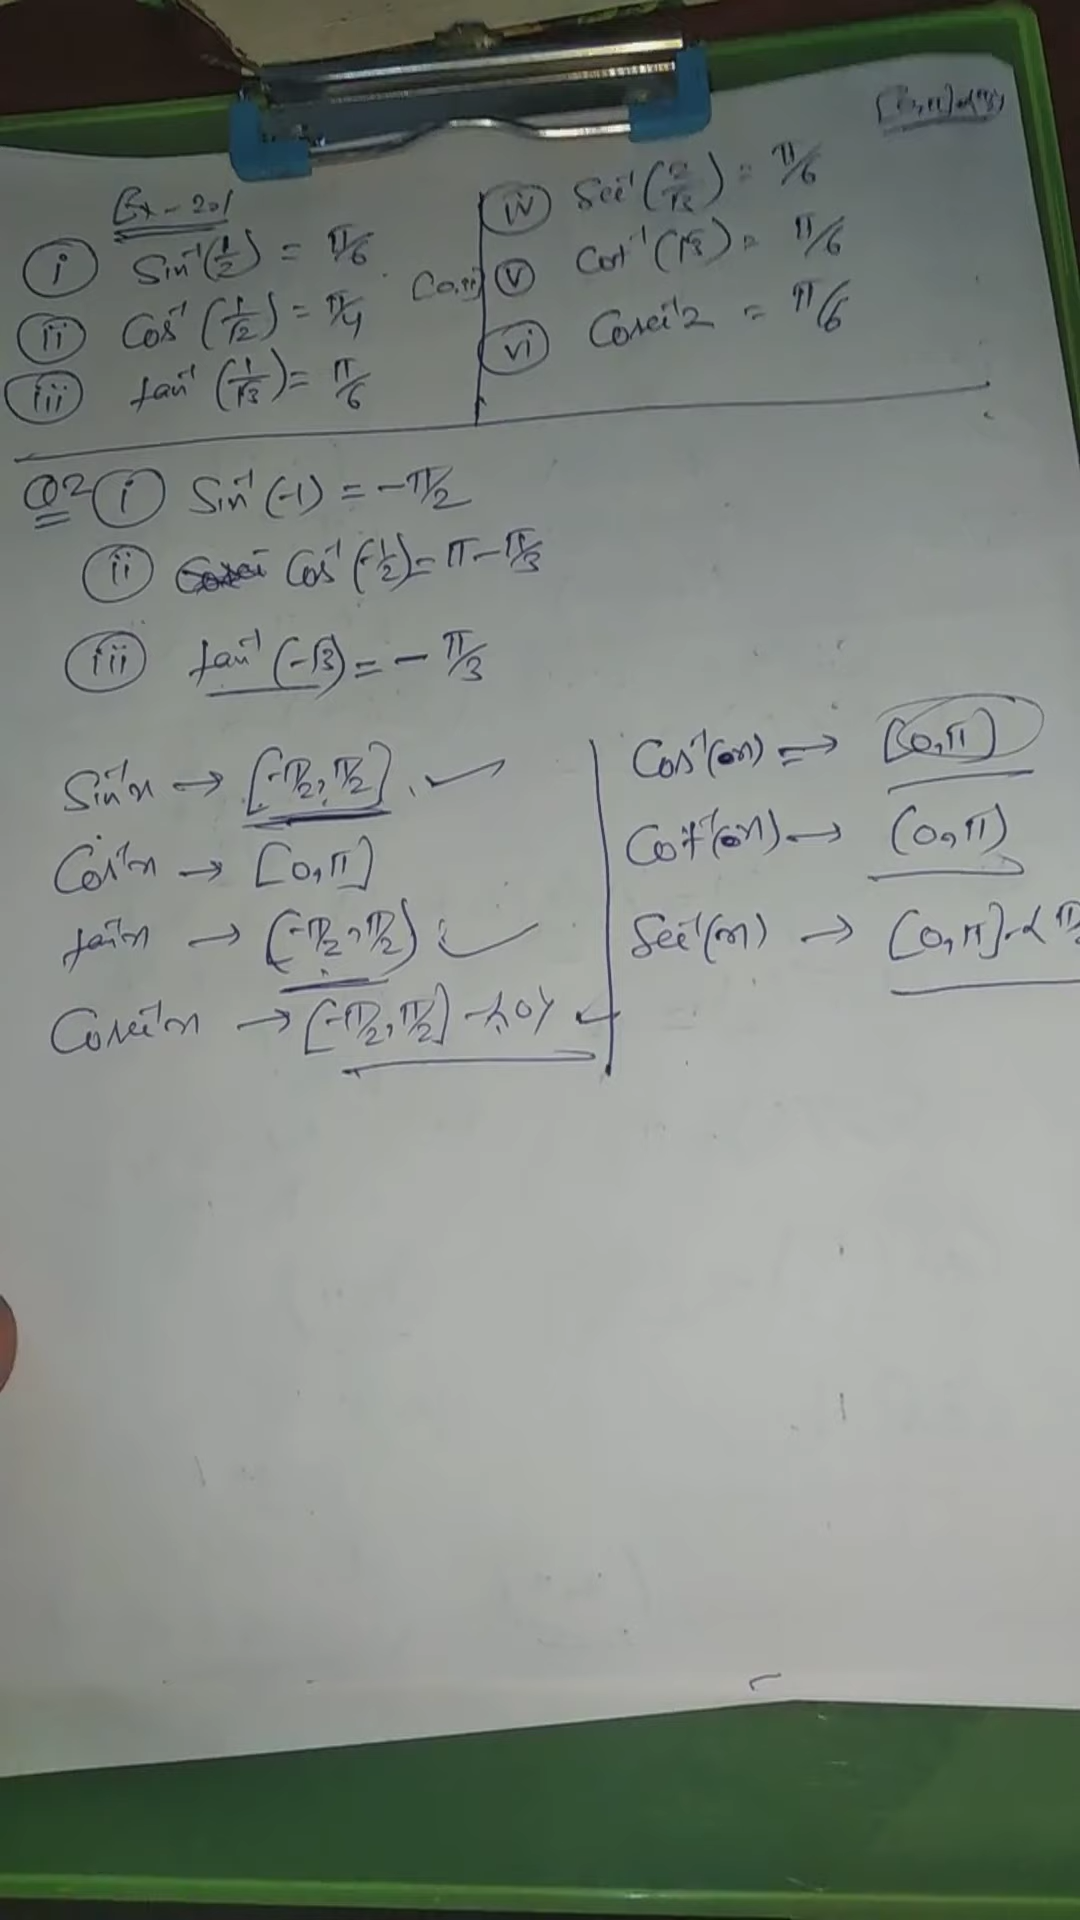 Ex-2.1
i) Sin⁻¹(1/2) = π/6
ii) Cos⁻¹(1/√2) = π/4
iii) tan⁻¹(1/√3) = π/6
[0,π]
iv) Sec⁻¹(2/√3) = π/6
v) Cot⁻¹(√3) = π/6
vi) Cosec⁻¹2 = π/6
Q2 i) Sin⁻¹(-1) = -π/2
ii) Cos⁻¹(-1/2) = π-π/3
iii) tan⁻¹(-√3) = -π/3
Sin⁻¹x → [-π/2, π/2]
Cos⁻¹x → [0,π]
tan⁻¹x → (-π/2, π/2)
Cosec⁻¹x → [-π/2, π/2] - {0}
Cos⁻¹(x) → [0,π]
Cot⁻¹(x) → (0,π)
Sec⁻¹(x) → [0,π]-{π/2